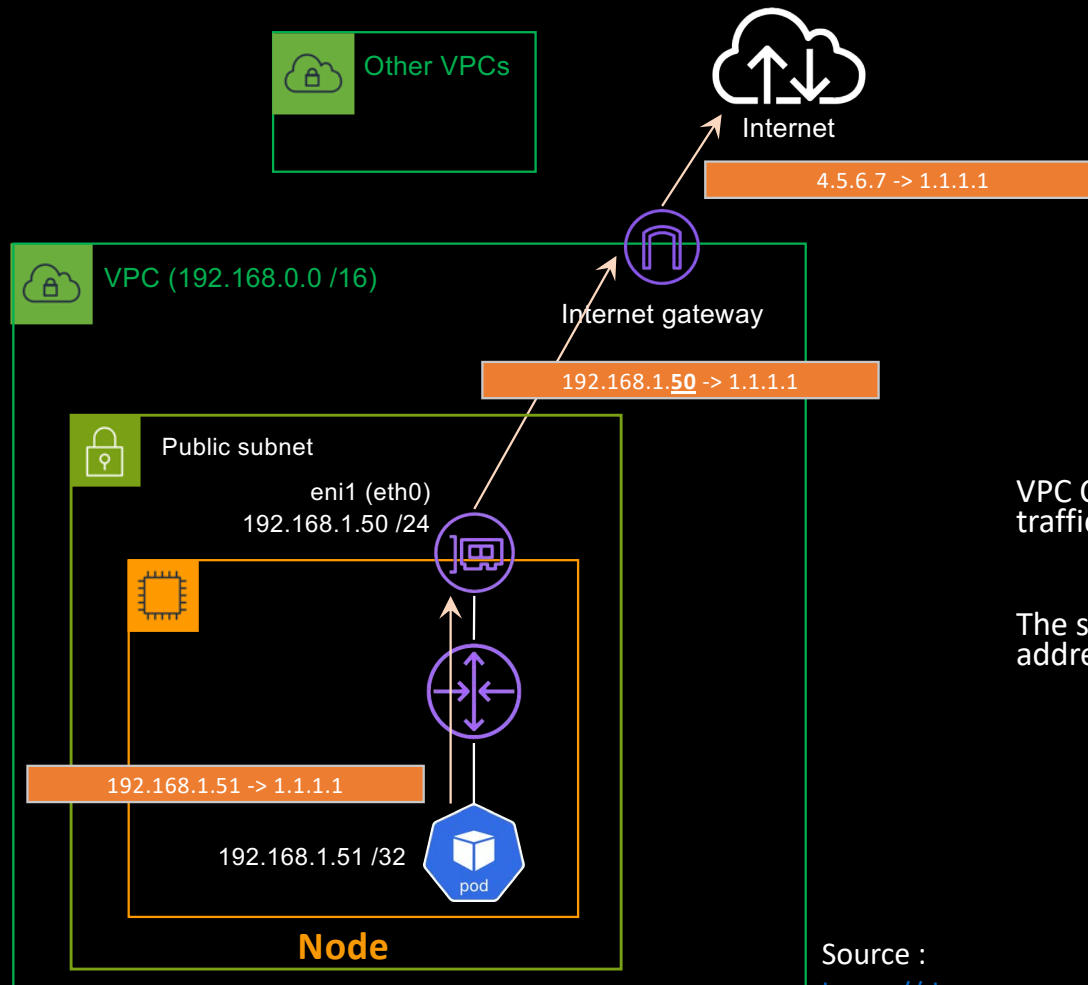 Other VPCs
Internet
4.5.6.7 -> 1.1.1.1
VPC (192.168.0.0 /16)
Internet gateway
192.168.1.50 -> 1.1.1.1
Public subnet
eni1 (eth0)
192.168.1.50 /24
VPC
The
192.168.1.51 -> 1.1.1.1
192.168.1.51 /32
pod
Node
Source :